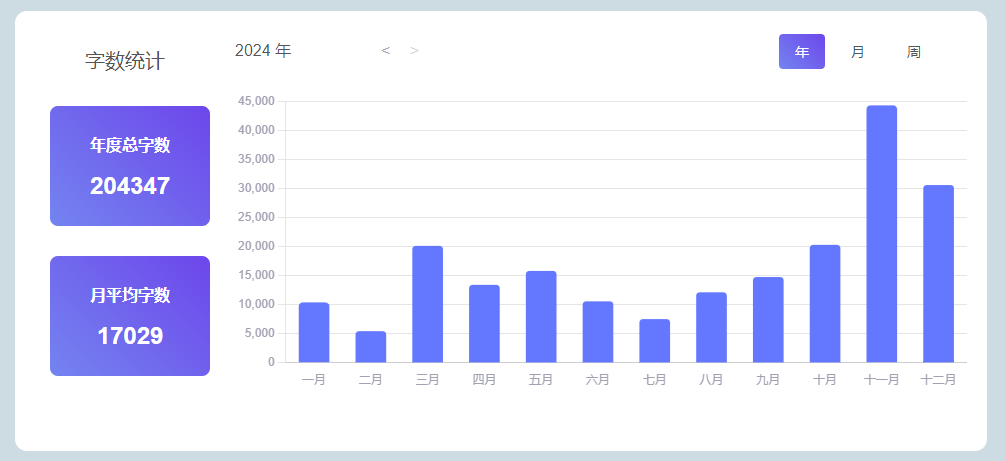 字数统计
2024 年
<
>
年
月
周
年度总字数
204347
月平均字数
17029
45,000
40,000
35,000
30,000
25,000
20,000
15,000
10,000
5,000
0
一月
二月
三月
四月
五月
六月
七月
八月
九月
十月
十一月
十二月